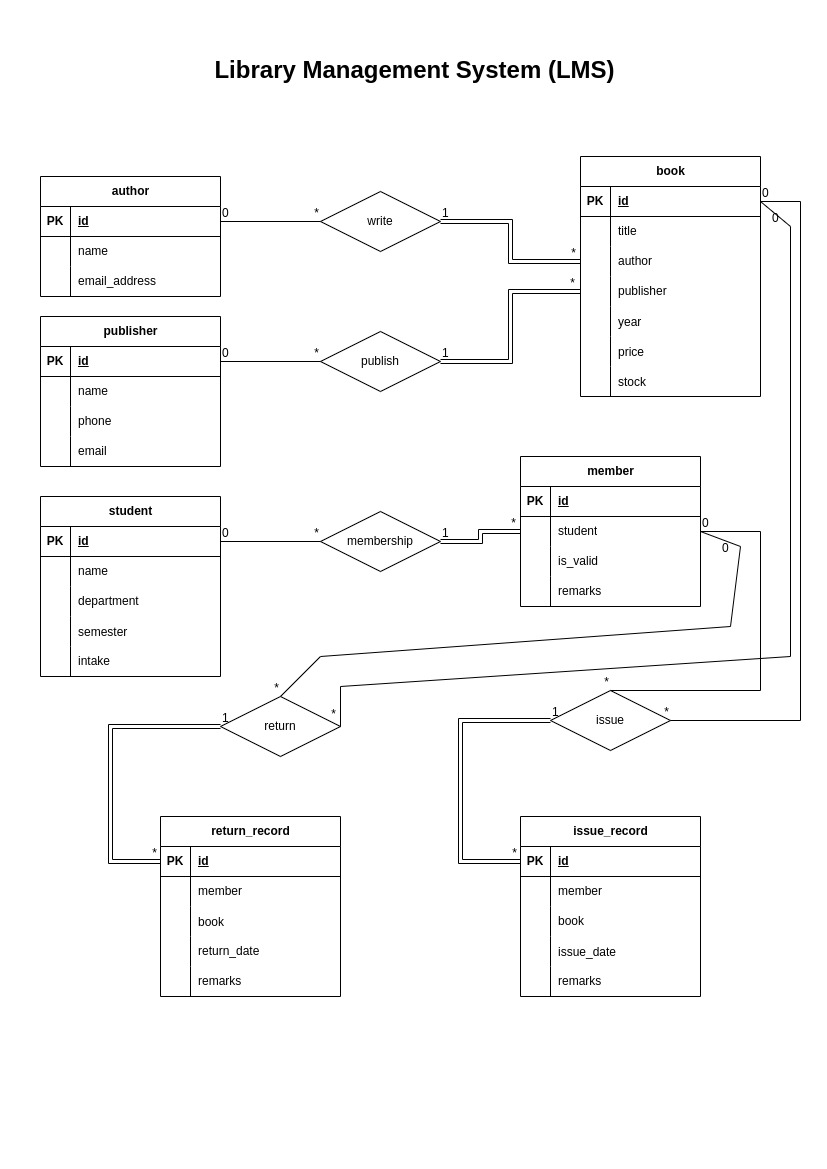 Library Management System (LMS)
author
PK id
name
email_address
0 *
write
1 *
book
PK id
title
author
publisher
year
price
stock
0
0
publisher
PK id
name
phone
email
0 *
publish
1 *
student
PK id
name
department
semester
intake
0 *
membership
1 *
member
PK id
student
is_valid
remarks
0
0
*
*
return
1
*
*
*
issue
1
*
return_record
PK id
member
book
return_date
remarks
issue_record
PK id
member
book
issue_date
remarks